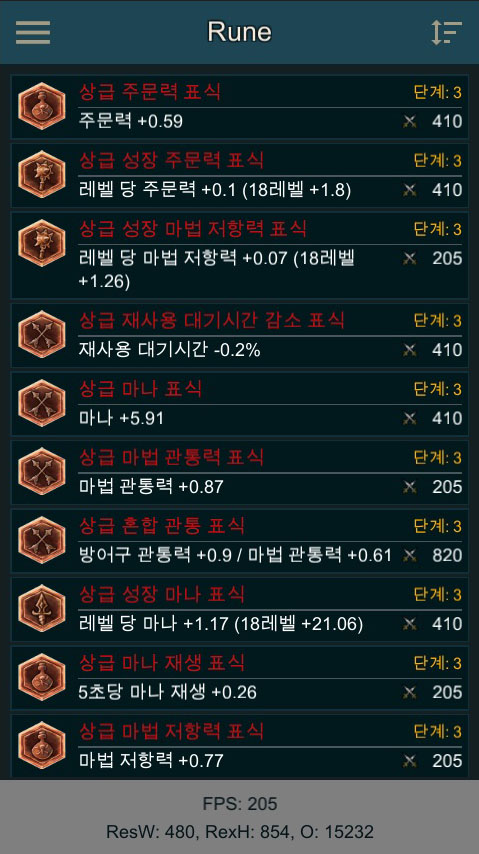 Rune
상급 주문력 표식 단계: 3
주문력 +0.59 410
상급 성장 주문력 표식 단계: 3
레벨 당 주문력 +0.1 (18레벨 +1.8) 410
상급 성장 마법 저항력 표식 단계: 3
레벨 당 마법 저항력 +0.07 (18레벨 205
+1.26)
상급 재사용 대기시간 감소 표식 단계: 3
재사용 대기시간 -0.2% 410
상급 마나 표식 단계: 3
마나 +5.91 410
상급 마법 관통력 표식 단계: 3
마법 관통력 +0.87 205
상급 혼합 관통 표식 단계: 3
방어구 관통력 +0.9 / 마법 관통력 +0.61 820
상급 성장 마나 표식 단계: 3
레벨 당 마나 +1.17 (18레벨 +21.06) 410
상급 마나 재생 표식 단계: 3
5초당 마나 재생 +0.26 205
상급 마법 저항력 표식 단계: 3
마법 저항력 +0.77 205
FPS: 205
ResW: 480, RexH: 854, O: 15232